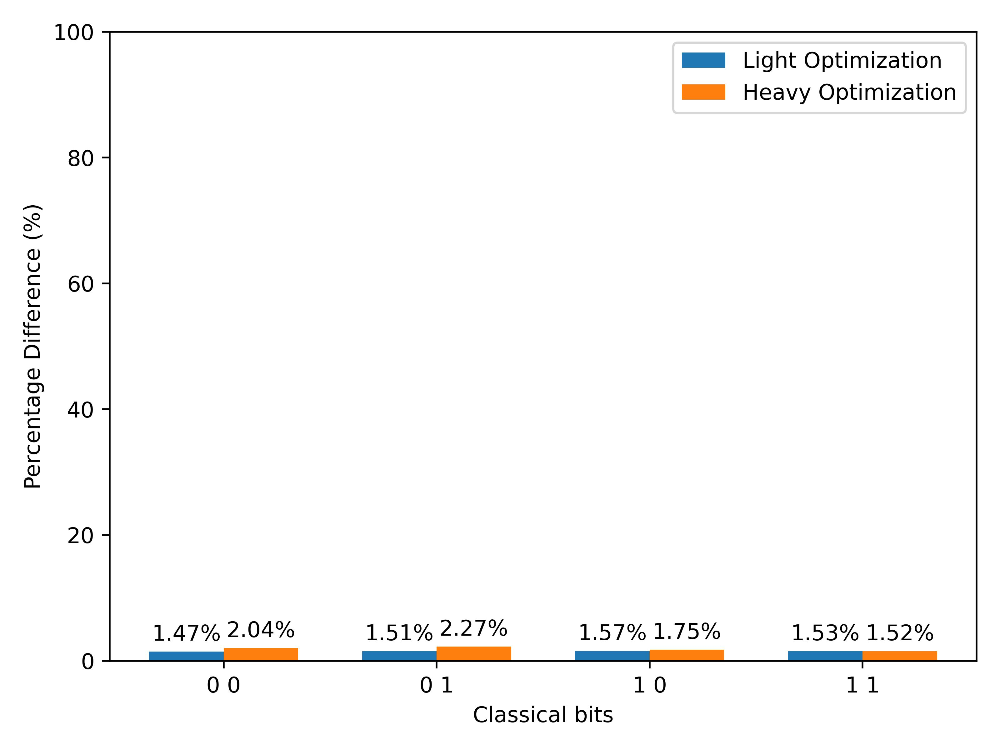 Percentage Difference (%)
100
80
60
40
20
0
Light Optimization
Heavy Optimization
1.47% 2.04% 1.51% 2.27% 1.57% 1.75% 1.53% 1.52%
0 0 0 1 1 0 1 1
Classical bits